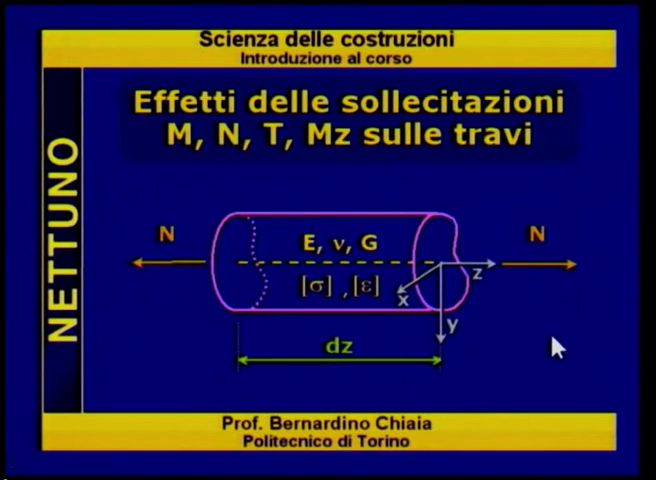 Scienza delle costruzioni
Introduzione al corso
NETTUNO
Effetti delle sollecitazioni
M, N, T, Mz sulle travi
N
E, ν, G
N
[σ] ,[ε]
z
x
y
dz
Prof. Bernardino Chiaia
Politecnico di Torino